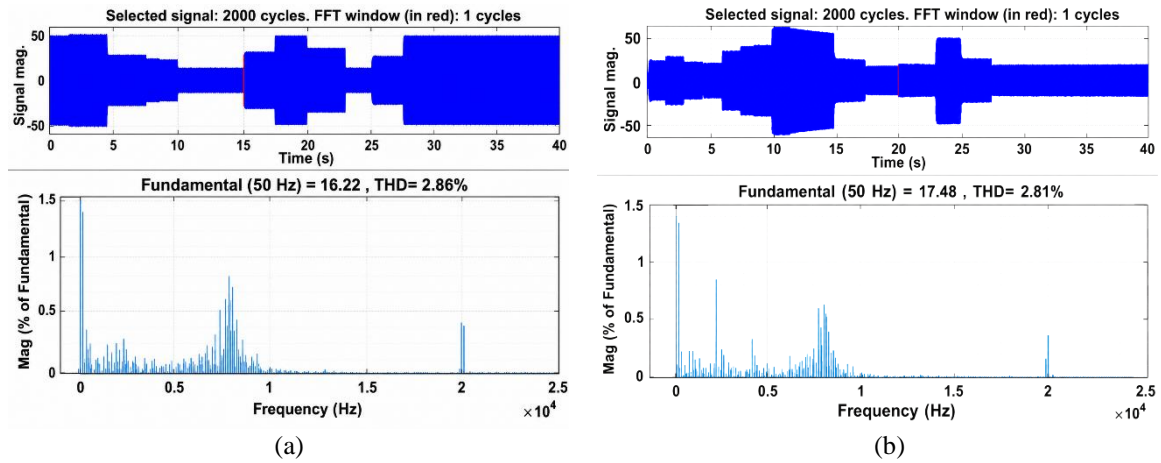 Selected signal: 2000 cycles. FFT window (in red): 1 cycles
Signal mag.
50
0
-50
0 5 10 15 20 25 30 35 40
Time (s)
Fundamental (50 Hz) = 16.22 , THD= 2.86%
Mag (% of Fundamental)
1.5
1
0.5
0
0 0.5 1 1.5 2.0 2.5
Frequency (Hz)
×10⁴
(a)
Selected signal: 2000 cycles. FFT window (in red): 1 cycles
Signal mag.
50
0
-50
0 5 10 15 20 25 30 35 40
Time (s)
Fundamental (50 Hz) = 17.48 , THD= 2.81%
Mag (% of Fundamental)
1.5
1
0.5
0
0 0.5 1 1.5 2.0 2.5
Frequency (Hz)
×10⁴
(b)